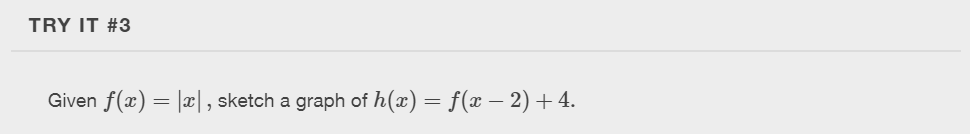 TRY IT #3
Given f(x) = |x| , sketch a graph of h(x) = f(x − 2) + 4.